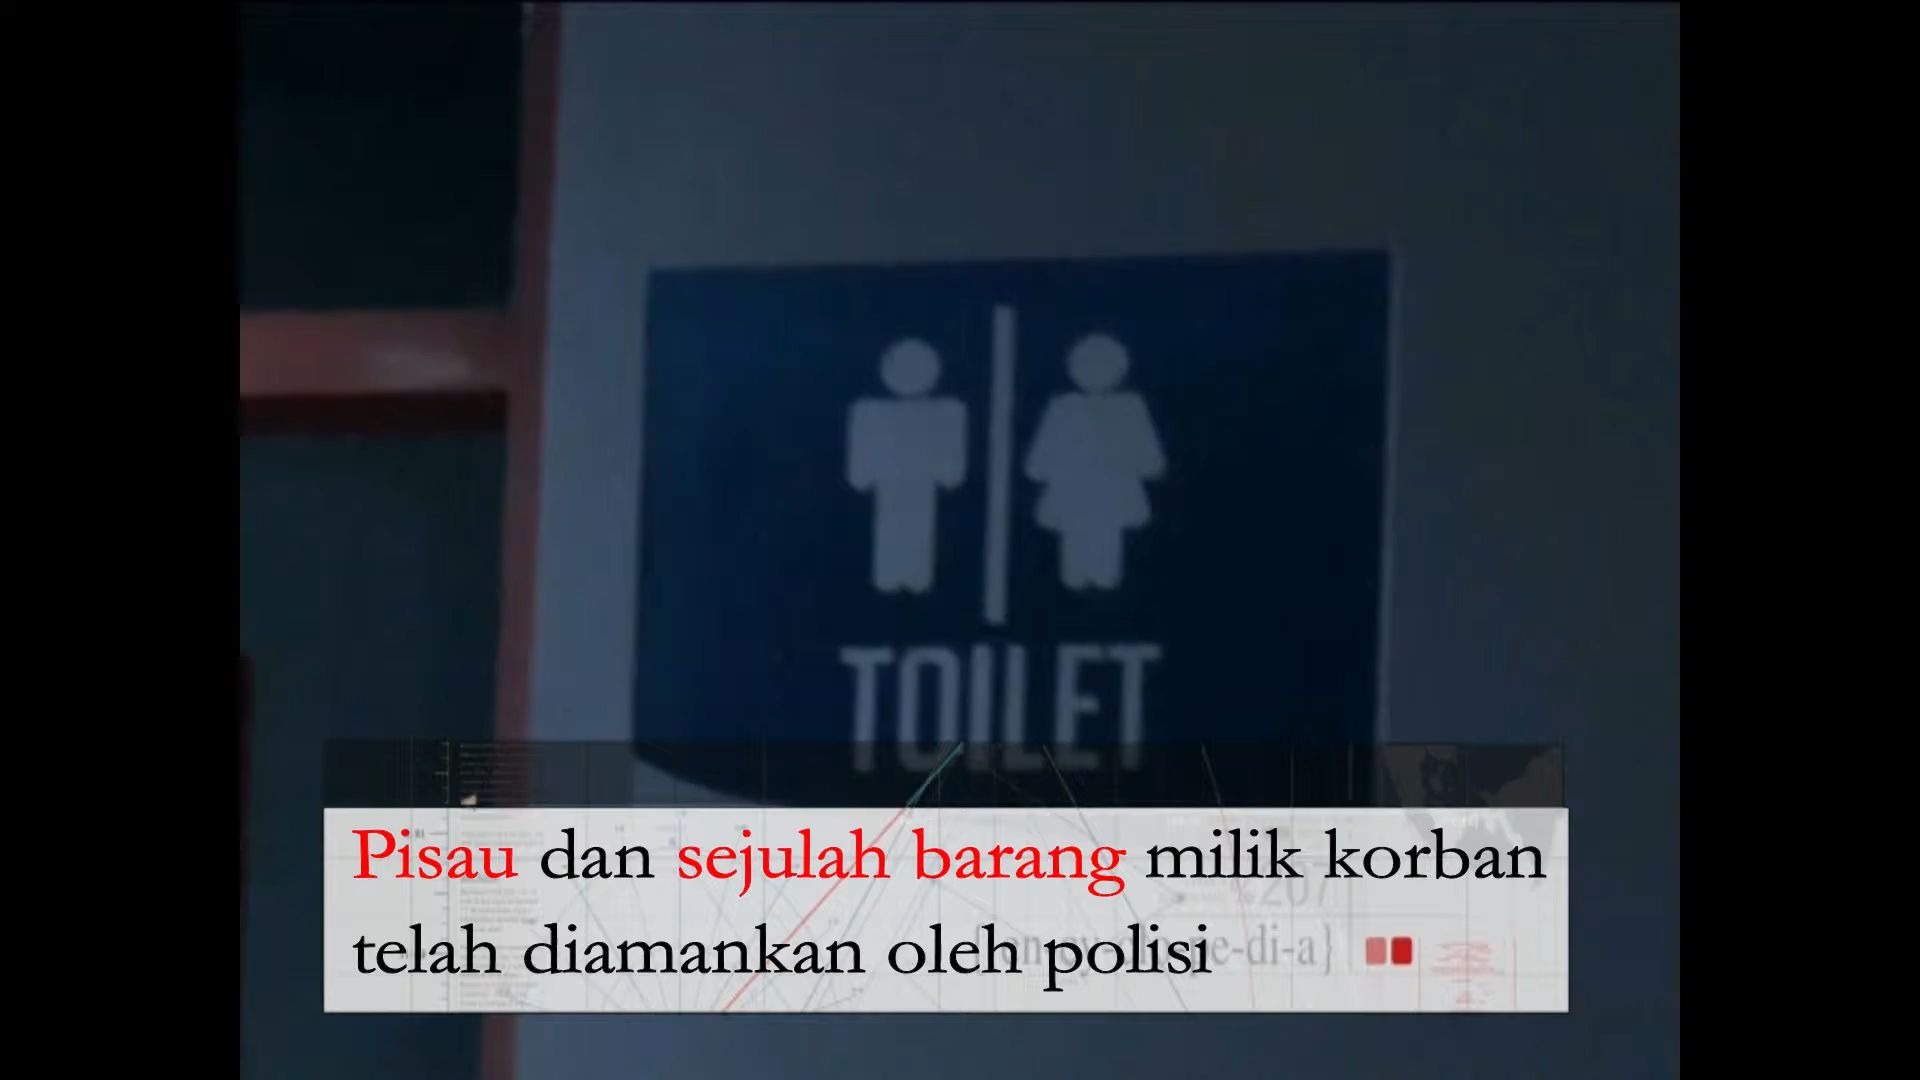 TOILET
Pisau dan sejulah barang milik korban
telah diamankan oleh polisi